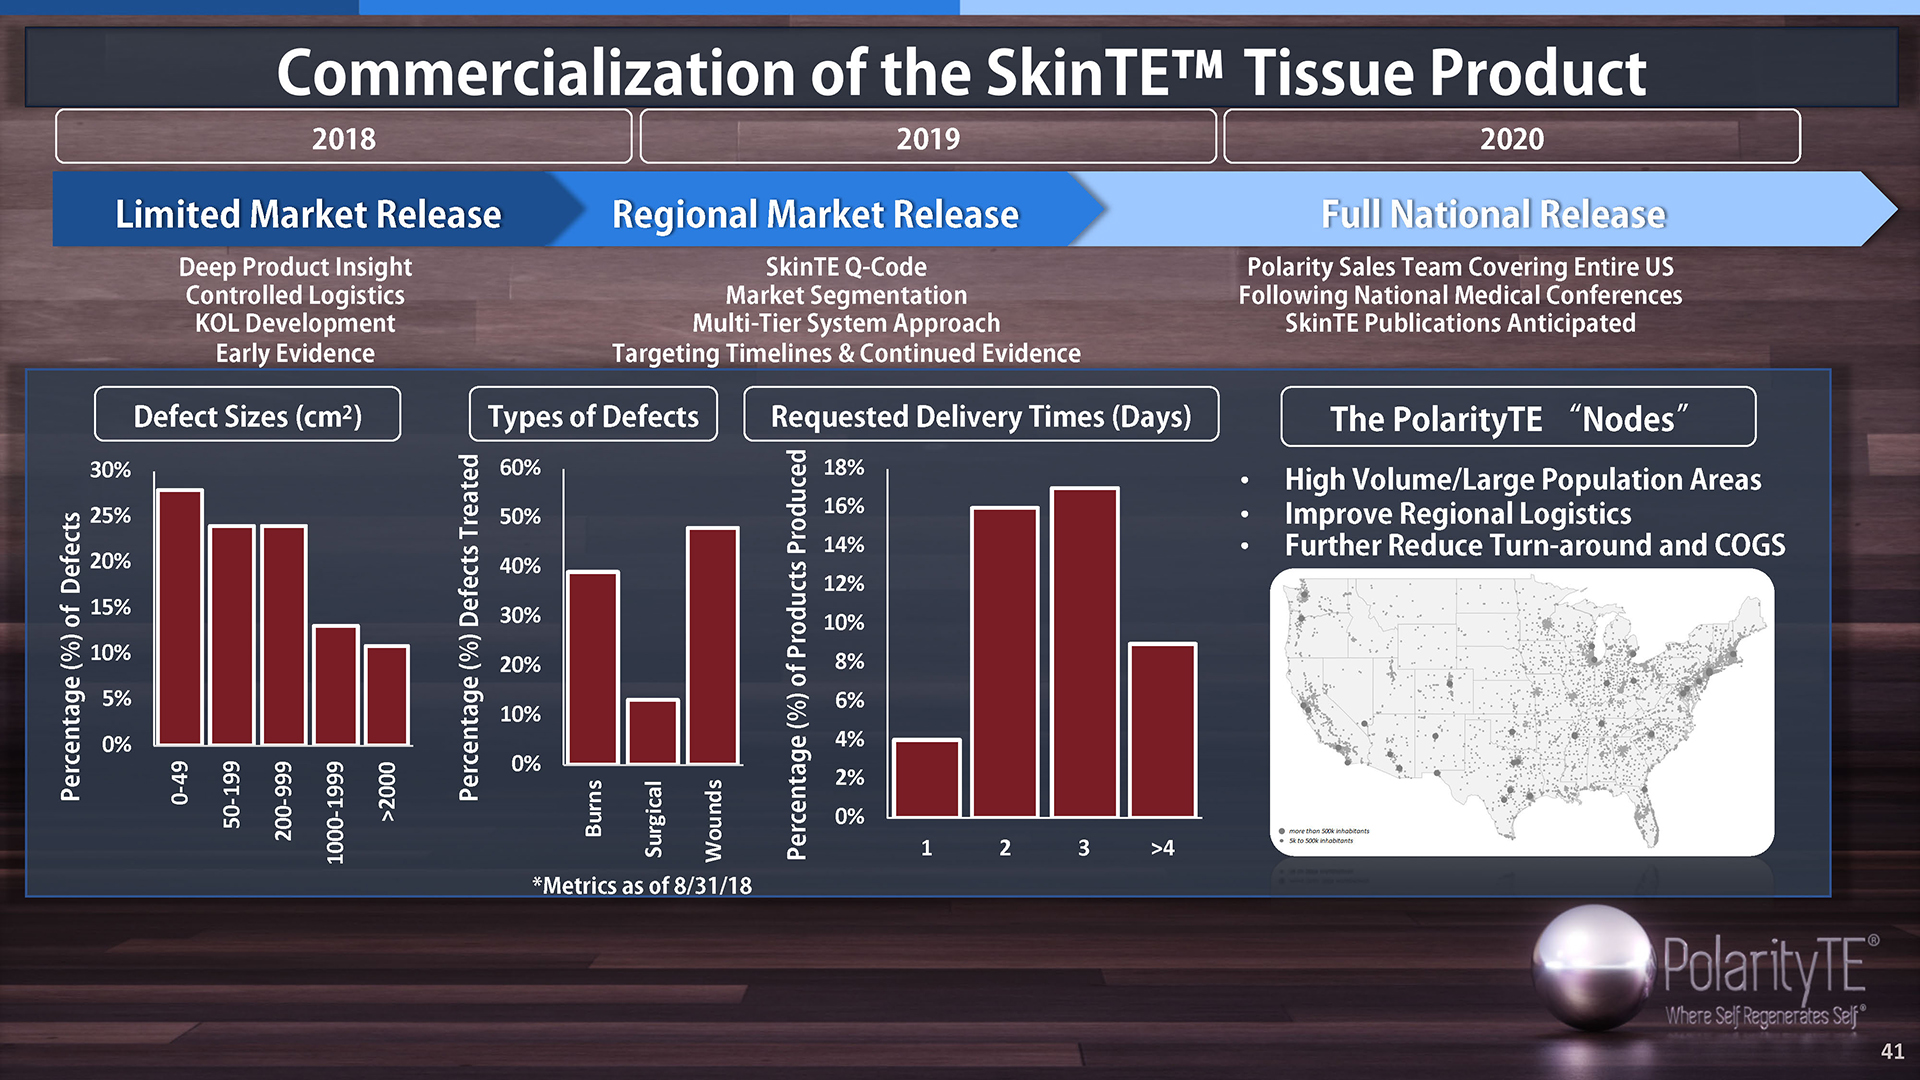 Commercialization of the SkinTE™ Tissue Product
2018
2019
2020
Limited Market Release
Regional Market Release
Full National Release
Deep Product Insight
Controlled Logistics
KOL Development
Early Evidence
SkinTE Q-Code
Market Segmentation
Multi-Tier System Approach
Targeting Timelines & Continued Evidence
Polarity Sales Team Covering Entire US
Following National Medical Conferences
SkinTE Publications Anticipated
Defect Sizes (cm²)
Percentage (%) of Defects
30%
25%
20%
15%
10%
5%
0%
0-49
50-199
200-999
1000-1999
>2000
Types of Defects
Percentage (%) Defects Treated
60%
50%
40%
30%
20%
10%
0%
Burns
Surgical
Wounds
*Metrics as of 8/31/18
Requested Delivery Times (Days)
Percentage (%) of Products Produced
18%
16%
14%
12%
10%
8%
6%
4%
2%
0%
1
2
3
>4
The PolarityTE “Nodes”
• High Volume/Large Population Areas
• Improve Regional Logistics
• Further Reduce Turn-around and COGS
more than 500k inhabitants
5k to 500k inhabitants
PolarityTE®
Where Self Regenerates Self®
41